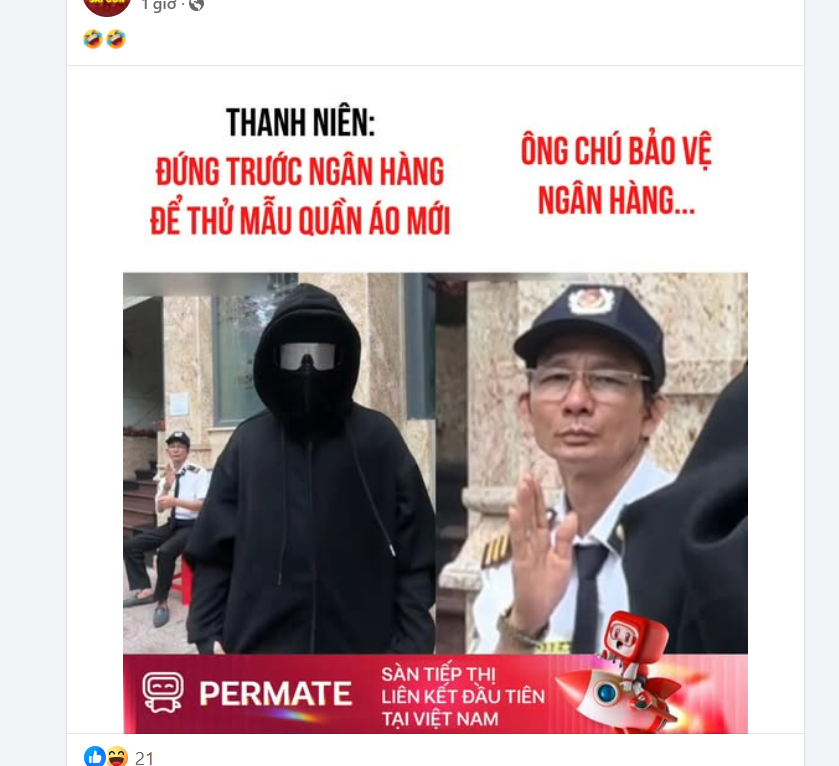 1 giờ ·
THANH NIÊN:
ĐỨNG TRƯỚC NGÂN HÀNG
ĐỂ THỬ MẪU QUẦN ÁO MỚI
ÔNG CHÚ BẢO VỆ
NGÂN HÀNG...
PERMATE
SÀN TIẾP THỊ
LIÊN KẾT ĐẦU TIÊN
TẠI VIỆT NAM
21